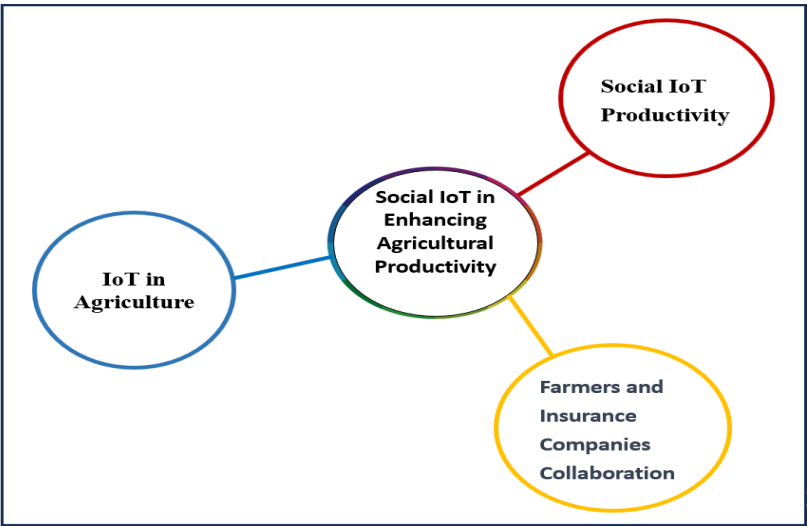 Social IoT
Productivity
Social IoT in
Enhancing
Agricultural
Productivity
IoT in
Agriculture
Farmers and
Insurance
Companies
Collaboration